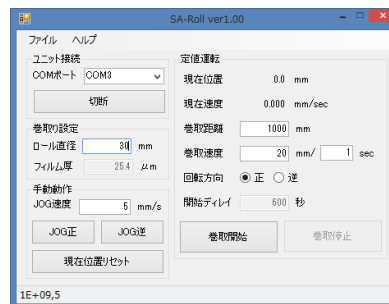 SA-Roll ver1.00
ファイル ヘルプ
ユニット接続
COMポート COM3
切断
巻取り設定
ロール直径 30 mm
フィルム厚 25.4 μm
手動動作
JOG速度 5 mm/s
JOG正 JOG逆
現在位置リセット
定値運転
現在位置 0.0 mm
現在速度 0.000 mm/sec
巻取距離 1000 mm
巻取速度 20 mm/ 1 sec
回転方向 正 逆
開始ディレイ 600 秒
巻取開始 巻取停止
1E+09,5